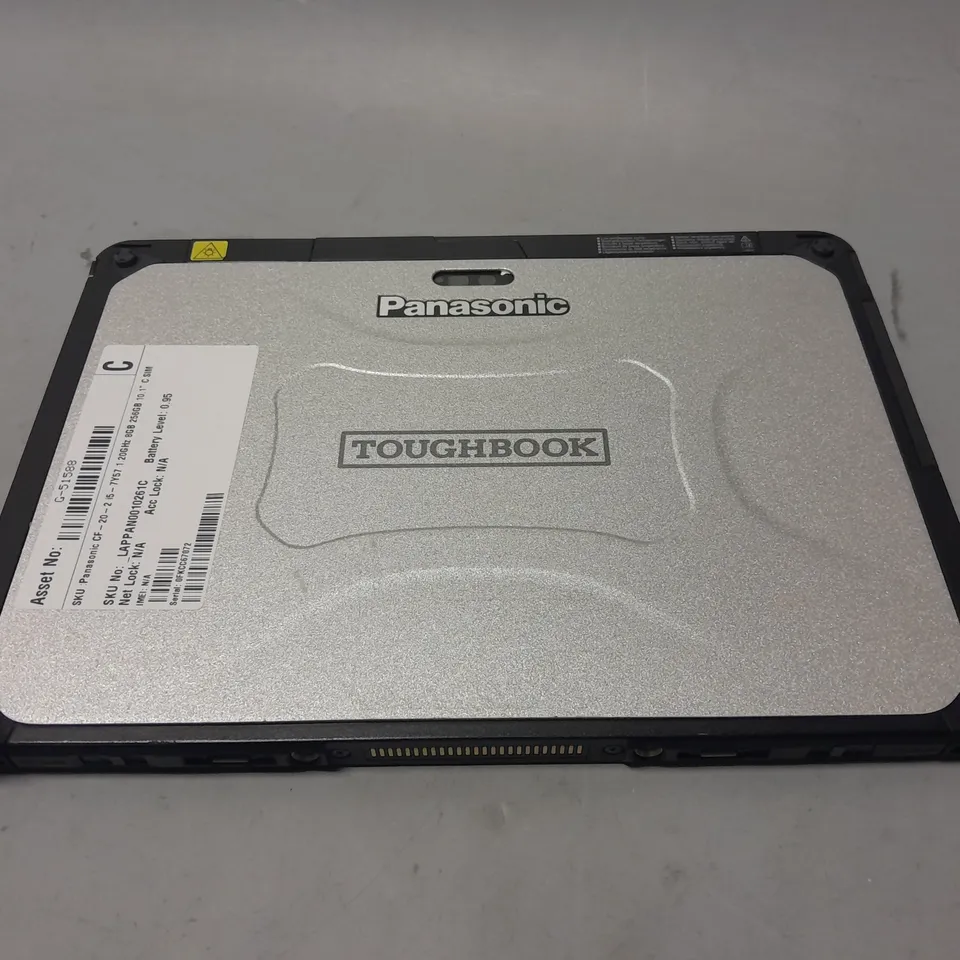 Panasonic
TOUGHBOOK
C
Asset No:
G-51588
SKU Panasonic CF-20-2 i5-7Y57 1.20GHz 8GB 256GB 10.1" C SIM
SKU No: LAPPAN0010261C Battery Level: 0.95
Net Lock: N/A Acc Lock: N/A
IMEI: N/A
Serial: